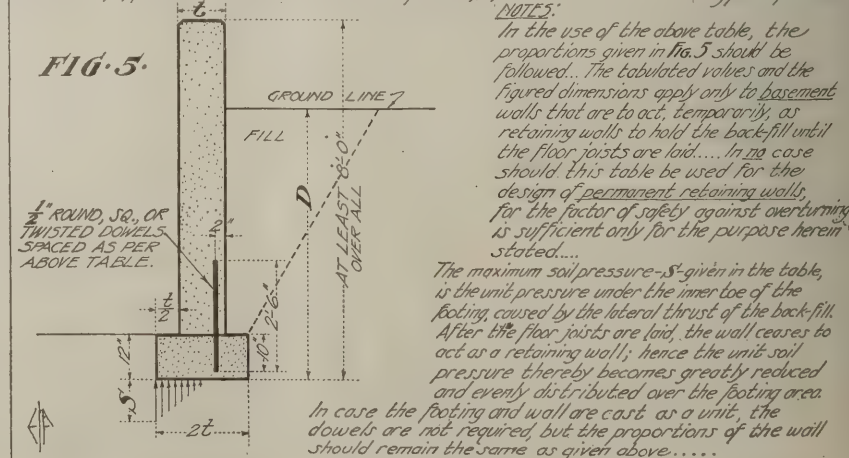 t
NOTES:
In the use of the above table, the
proportions given in FIG. 5 should be
followed... The tabulated values and the
figured dimensions apply only to basement
walls that are to act, temporarily, as
retaining walls to hold the back-fill until
the floor joists are laid..... In no case
should this table be used for the
design of permanent retaining walls,
for the factor of safety against overturning
is sufficient only for the purpose herein
stated....
The maximum soil pressure-S-given in the table,
is the unit pressure under the inner toe of the
footing, caused by the lateral thrust of the back-fill.
After the floor joists are laid, the wall ceases to
act as a retaining wall; hence the unit soil
pressure thereby becomes greatly reduced
and evenly distributed over the footing area.
In case the footing and wall are cast as a unit, the
dowels are not required, but the proportions of the wall
should remain the same as given above.....
FIG. 5.
GROUND LINE
FILL
D
AT LEAST 8'-0"
OVER ALL
1/2" ROUND, SQ., OR
TWISTED DOWELS
SPACED AS PER
ABOVE TABLE.
2"
t/2
2'-6"
12"
10"
S
2t